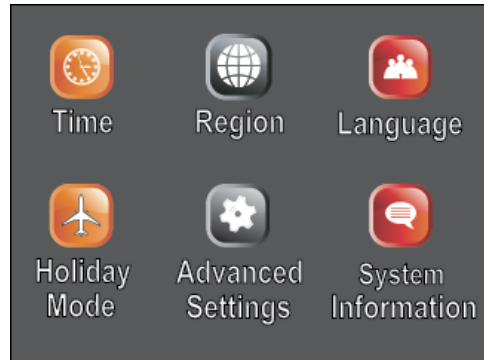 Time
Region
Language
Holiday
Mode
Advanced
Settings
System
Information